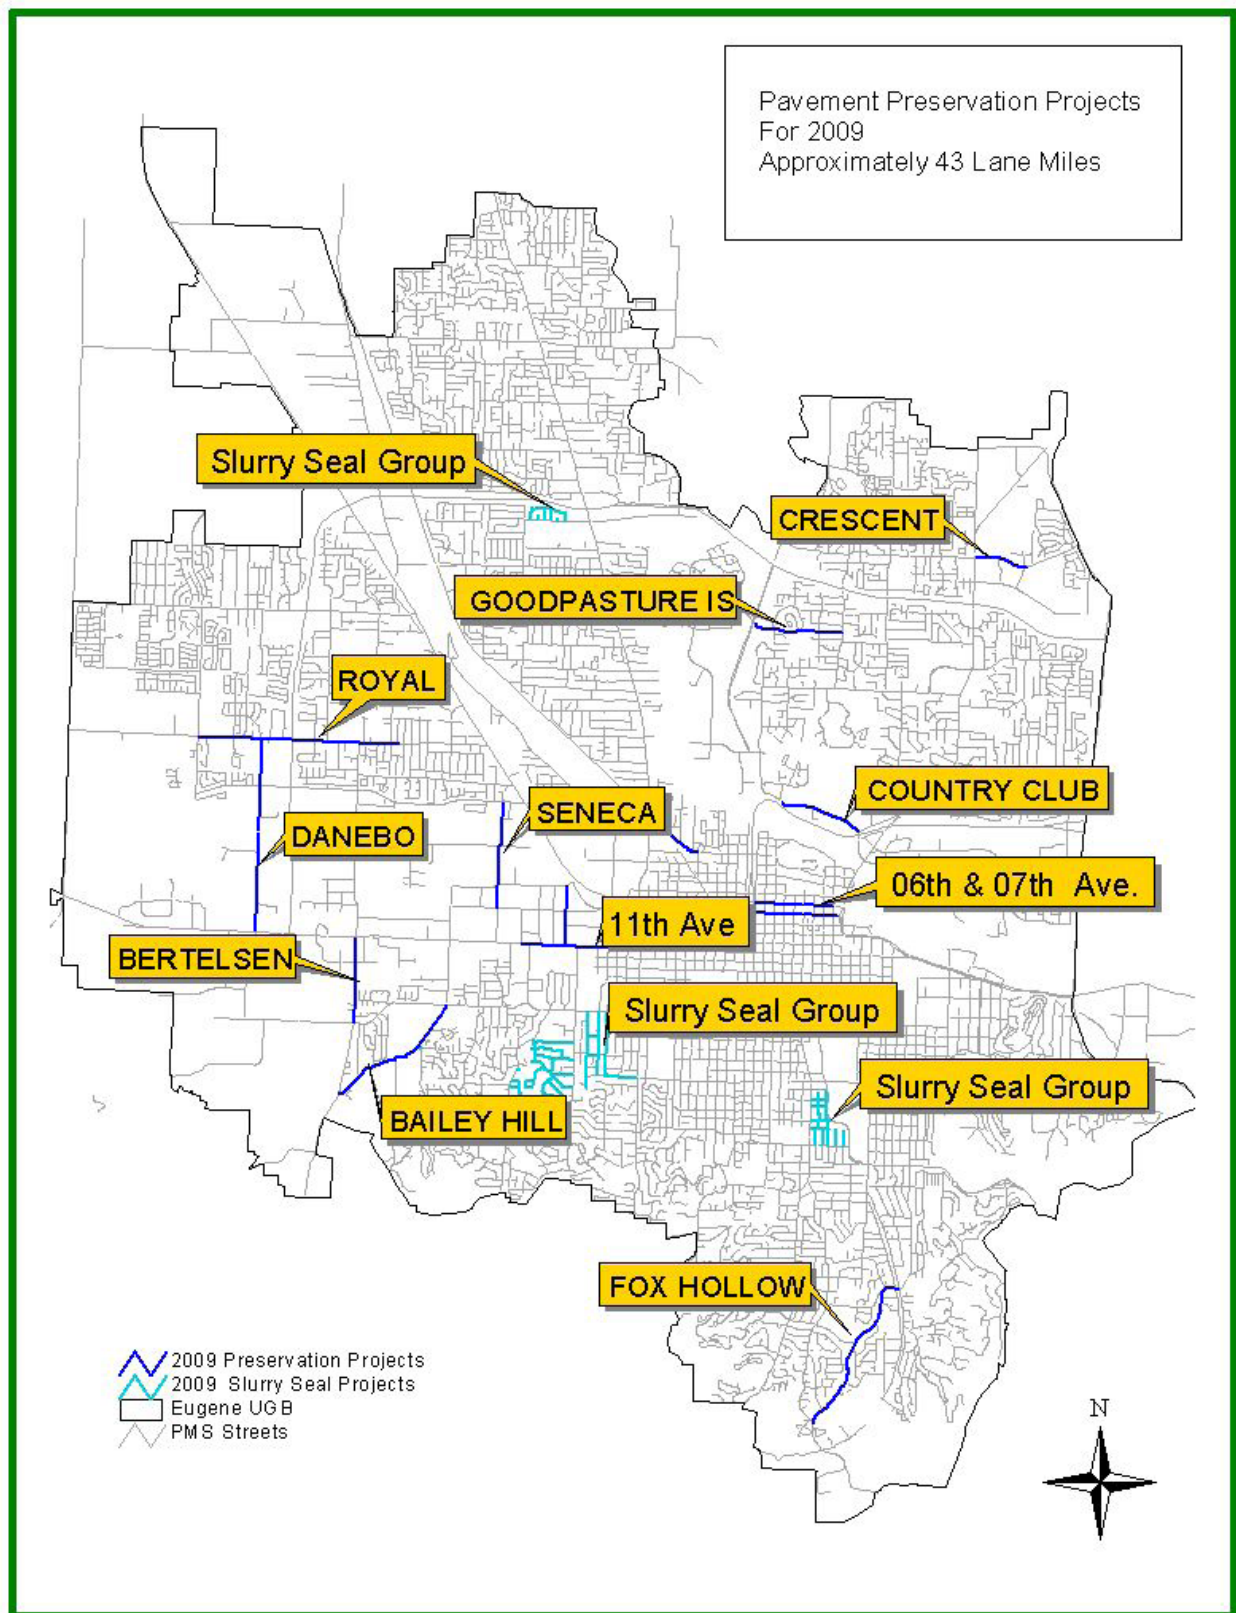 Pavement Preservation Projects
For 2009
Approximately 43 Lane Miles
Slurry Seal Group
CRESCENT
GOODPASTURE IS
ROYAL
COUNTRY CLUB
SENECA
DANEBO
06th & 07th Ave.
11th Ave
BERTELSEN
Slurry Seal Group
Slurry Seal Group
BAILEY HILL
FOX HOLLOW
2009 Preservation Projects
2009 Slurry Seal Projects
Eugene UGB
PMS Streets
N